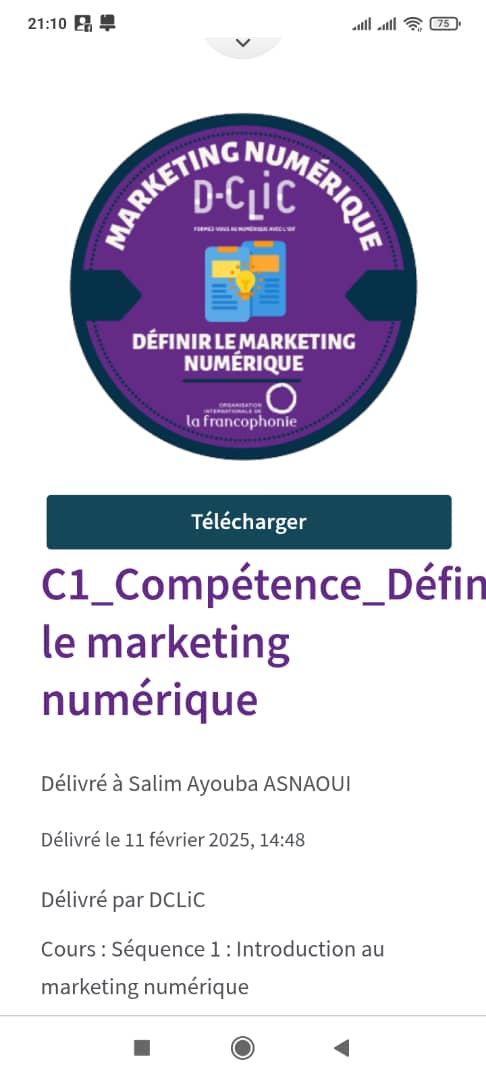 21:10
75
MARKETING NUMÉRIQUE
D-CLiC
FORMEZ-VOUS AU NUMÉRIQUE AVEC L'OIF
DÉFINIR LE MARKETING
NUMÉRIQUE
ORGANISATION
INTERNATIONALE DE
la francophonie
Télécharger
C1_Compétence_Défin
le marketing
numérique
Délivré à Salim Ayouba ASNAOUI
Délivré le 11 février 2025, 14:48
Délivré par DCLiC
Cours : Séquence 1 : Introduction au
marketing numérique